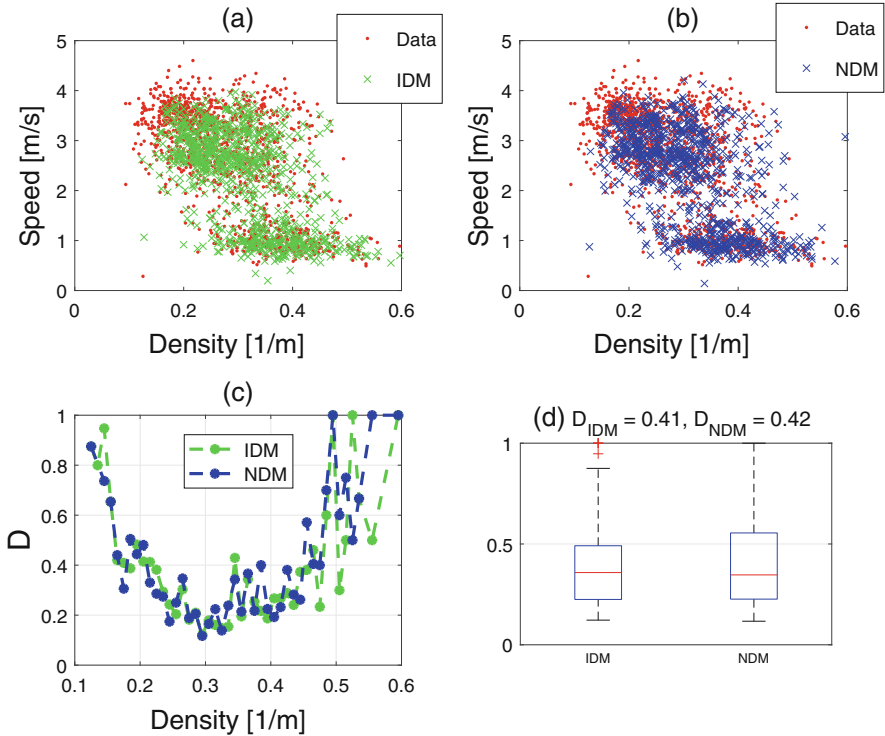 (a)
Data
IDM
Speed [m/s]
5
4
3
2
1
0
0
0.2
0.4
0.6
Density [1/m]
(b)
Data
NDM
Speed [m/s]
5
4
3
2
1
0
0
0.2
0.4
0.6
Density [1/m]
(c)
IDM
NDM
D
1
0.8
0.6
0.4
0.2
0
0.1
0.2
0.3
0.4
0.5
0.6
Density [1/m]
(d) D_IDM = 0.41, D_NDM = 0.42
1
0.5
0
IDM
NDM